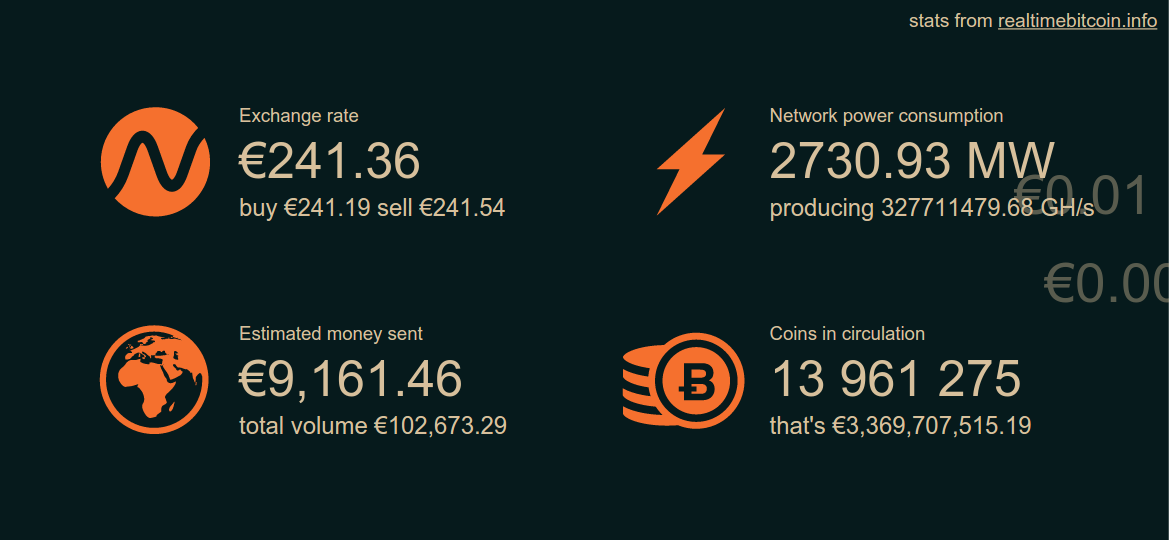 stats from realtimebitcoin.info
Exchange rate
€241.36
buy €241.19 sell €241.54
Network power consumption
2730.93 MW
producing 327711479.68 GH/s
€0.01
€0.00
Estimated money sent
€9,161.46
total volume €102,673.29
Coins in circulation
13 961 275
that's €3,369,707,515.19